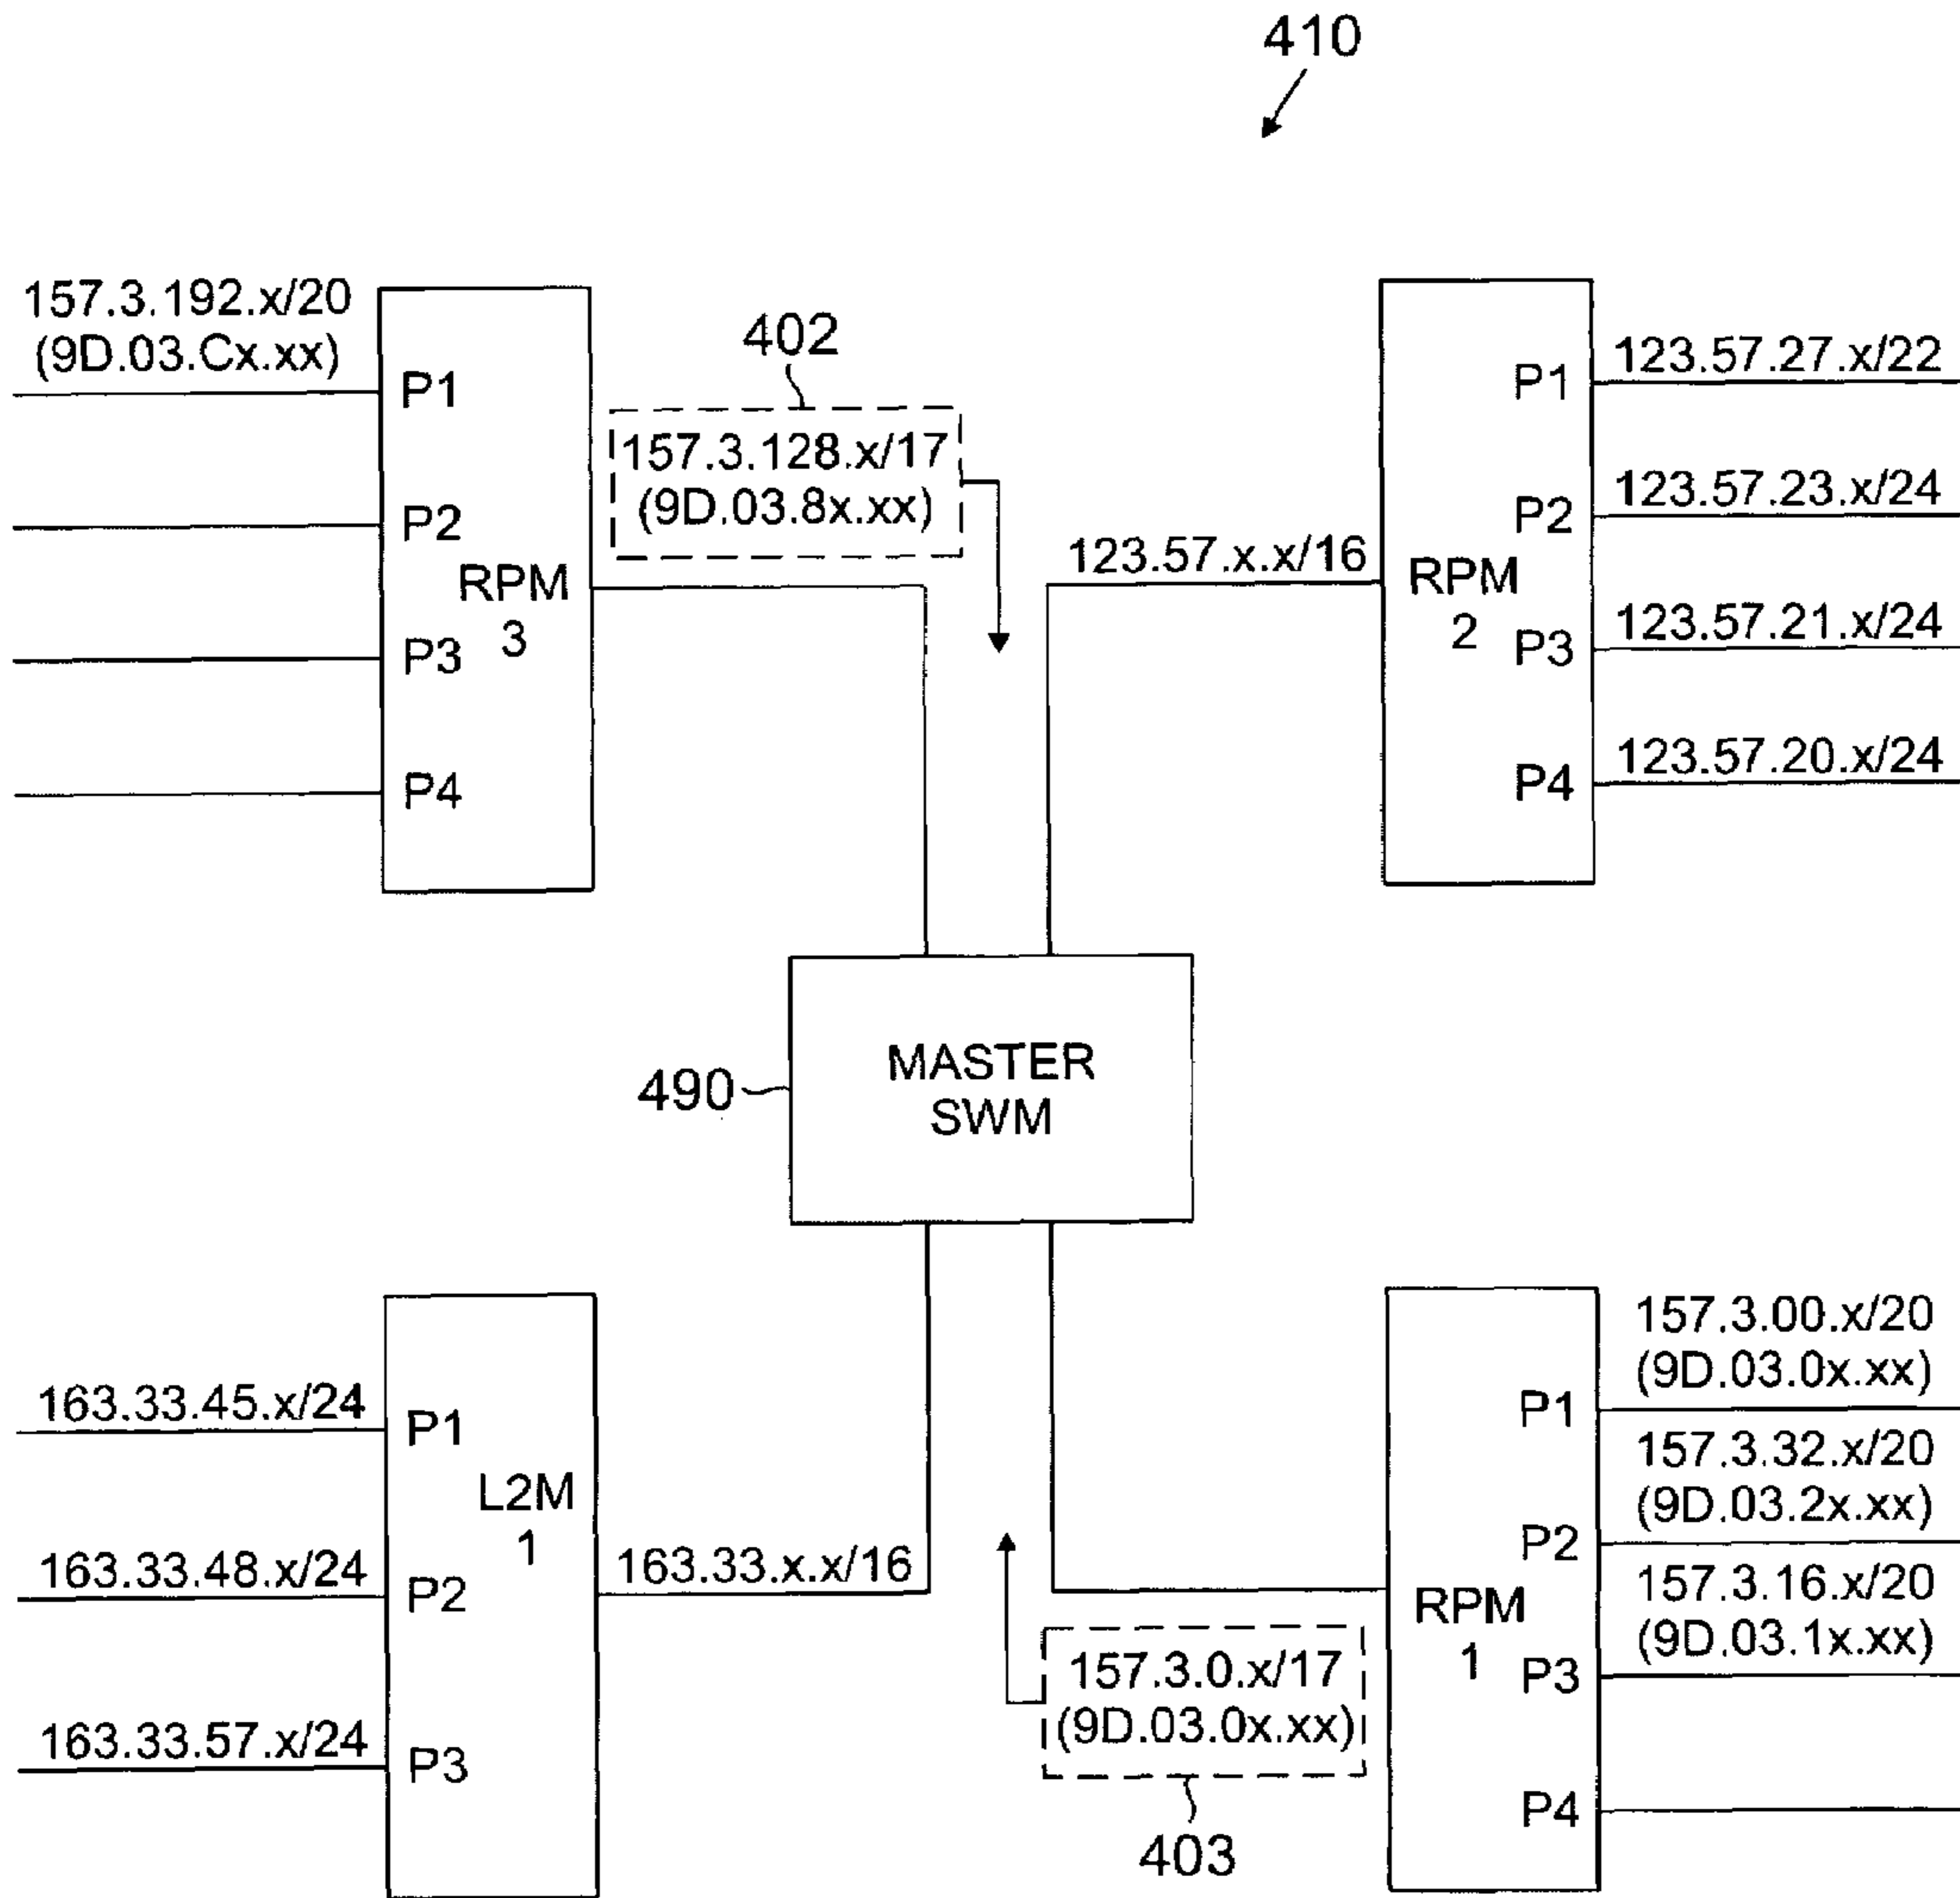 410
157.3.192.x/20
(9D.03.Cx.xx)
P1
P2
RPM
3
P3
P4
402
157.3.128.x/17
(9D.03.8x.xx)
123.57.x.x/16
P1
123.57.27.x/22
P2
123.57.23.x/24
RPM
2
P3
123.57.21.x/24
P4
123.57.20.x/24
490
MASTER
SWM
163.33.45.x/24
P1
L2M
1
163.33.48.x/24
P2
163.33.57.x/24
P3
163.33.x.x/16
157.3.0.x/17
(9D.03.0x.xx)
403
157.3.00.x/20
(9D.03.0x.xx)
P1
157.3.32.x/20
(9D.03.2x.xx)
P2
157.3.16.x/20
(9D.03.1x.xx)
RPM
1
P3
P4